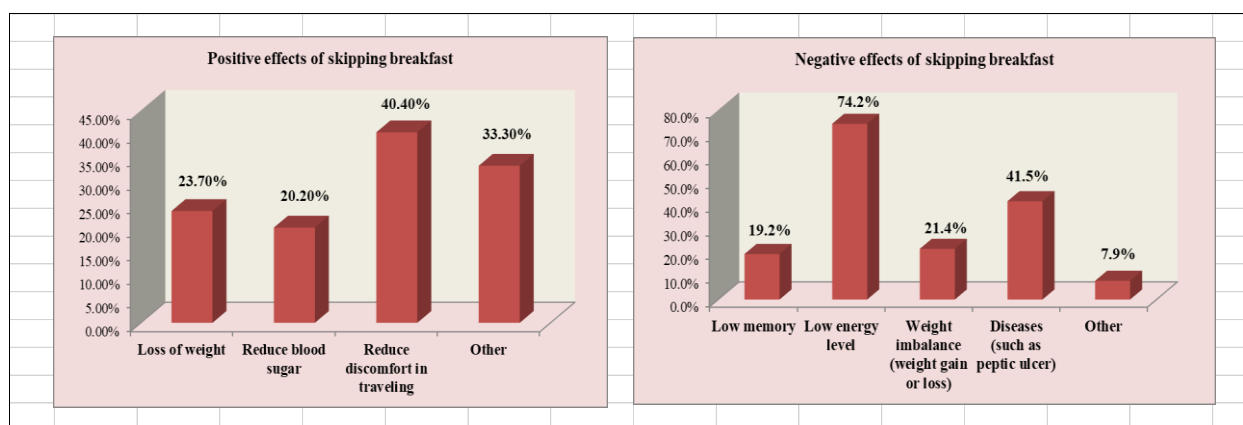 Positive effects of skipping breakfast
45.00%
40.00%
35.00%
30.00%
25.00%
20.00%
15.00%
10.00%
5.00%
0.00%
23.70%
20.20%
40.40%
33.30%
Loss of weight
Reduce blood
sugar
Reduce
discomfort in
traveling
Other
Negative effects of skipping breakfast
80.0%
70.0%
60.0%
50.0%
40.0%
30.0%
20.0%
10.0%
0.0%
19.2%
74.2%
21.4%
41.5%
7.9%
Low memory
Low energy
level
Weight
imbalance
(weight gain
or loss)
Diseases
(such as
peptic ulcer)
Other